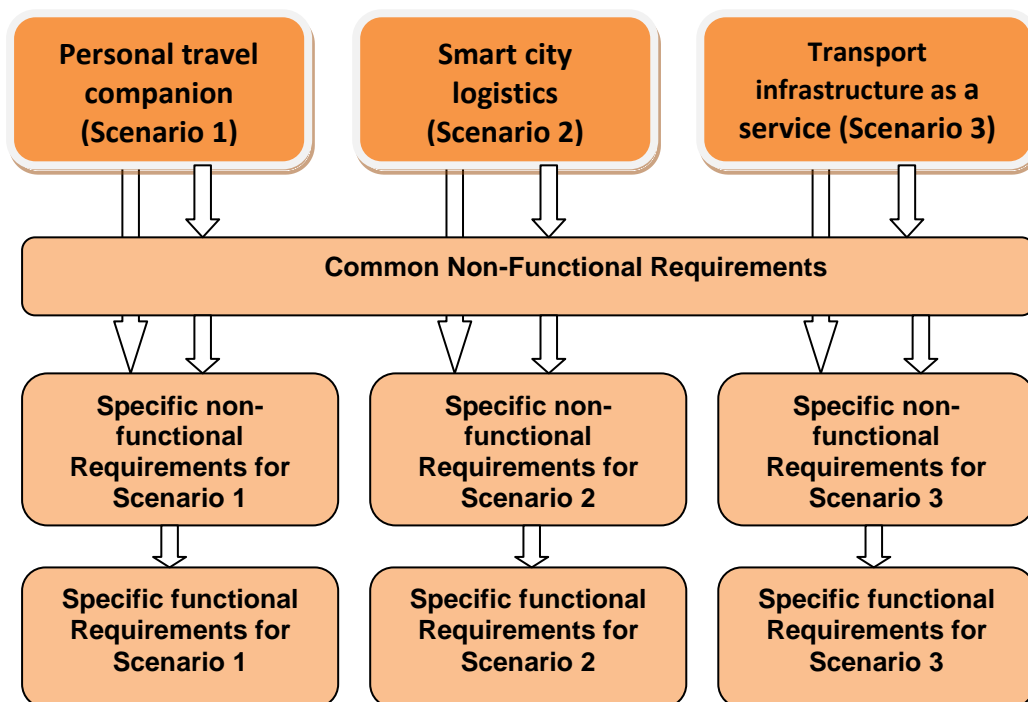 Personal travel
companion
(Scenario 1)
Smart city
logistics
(Scenario 2)
Transport
infrastructure as a
service (Scenario 3)
Common Non-Functional Requirements
Specific non-
functional
Requirements for
Scenario 1
Specific non-
functional
Requirements for
Scenario 2
Specific non-
functional
Requirements for
Scenario 3
Specific functional
Requirements for
Scenario 1
Specific functional
Requirements for
Scenario 2
Specific functional
Requirements for
Scenario 3